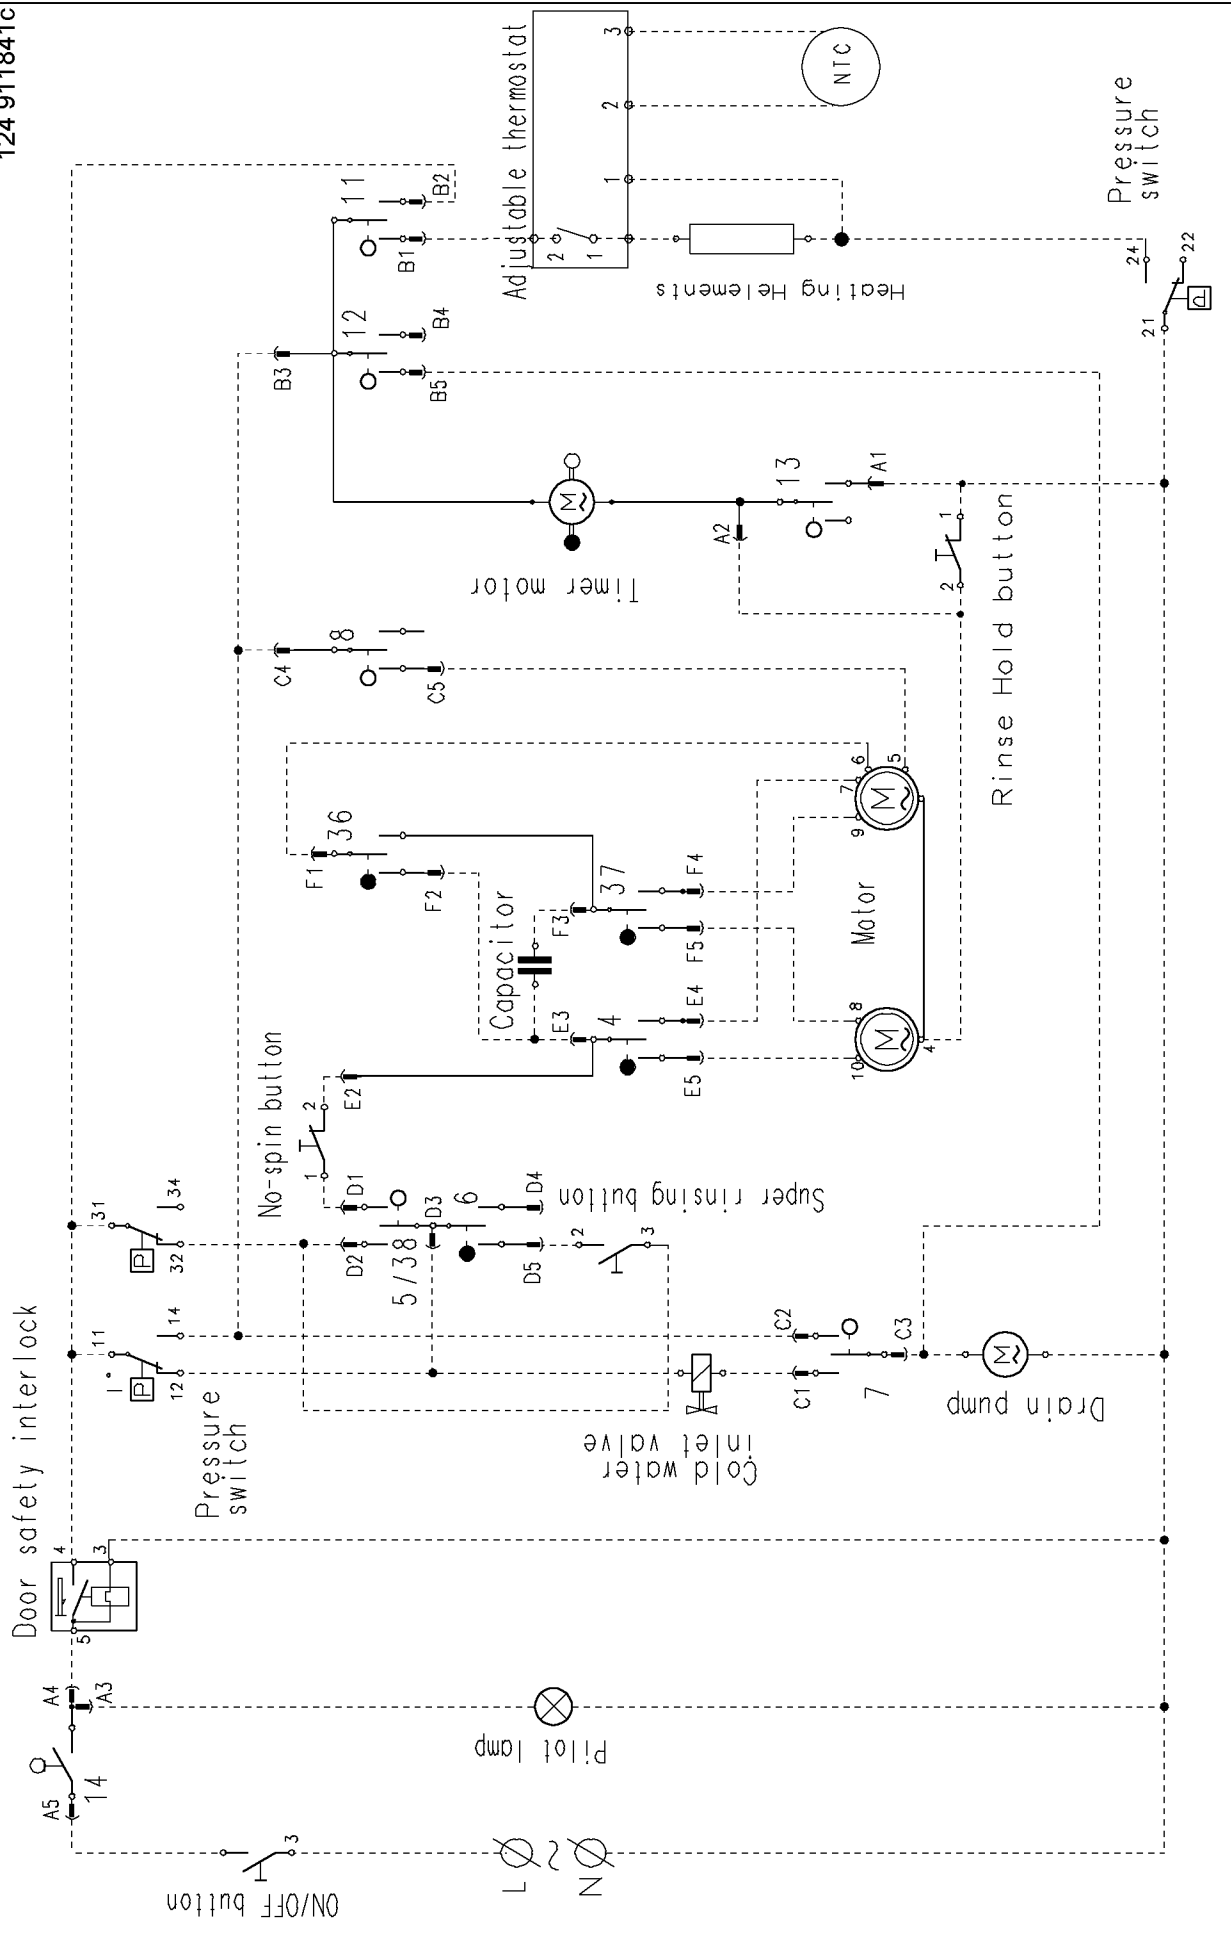 124 911841c
Door safety interlock
Pressure
switch
No-spin button
Capacitor
Adjustable thermostat
Pressure
switch
ON/OFF button
Pilot lamp
Cold water
inlet valve
Super rinsing button
Drain pump
Motor
Timer motor
Rinse Hold button
Heating Helements
NTC
L
N
3
A5
14
A4
A3
5
4
3
11
1°
P
12
14
31
P
32
34
1
2
D1
D2
5/38
D3
6
D4
D5
2
3
C1
C2
7
C3
M
E2
E3
4
E4
E5
F1
36
F2
F3
37
F4
F5
10
8
4
M
9
7
6
5
M
C4
8
C5
M
A2
13
A1
2
1
B3
12
B4
B5
11
B2
B1
2
1
1
2
3
21
22
24
P